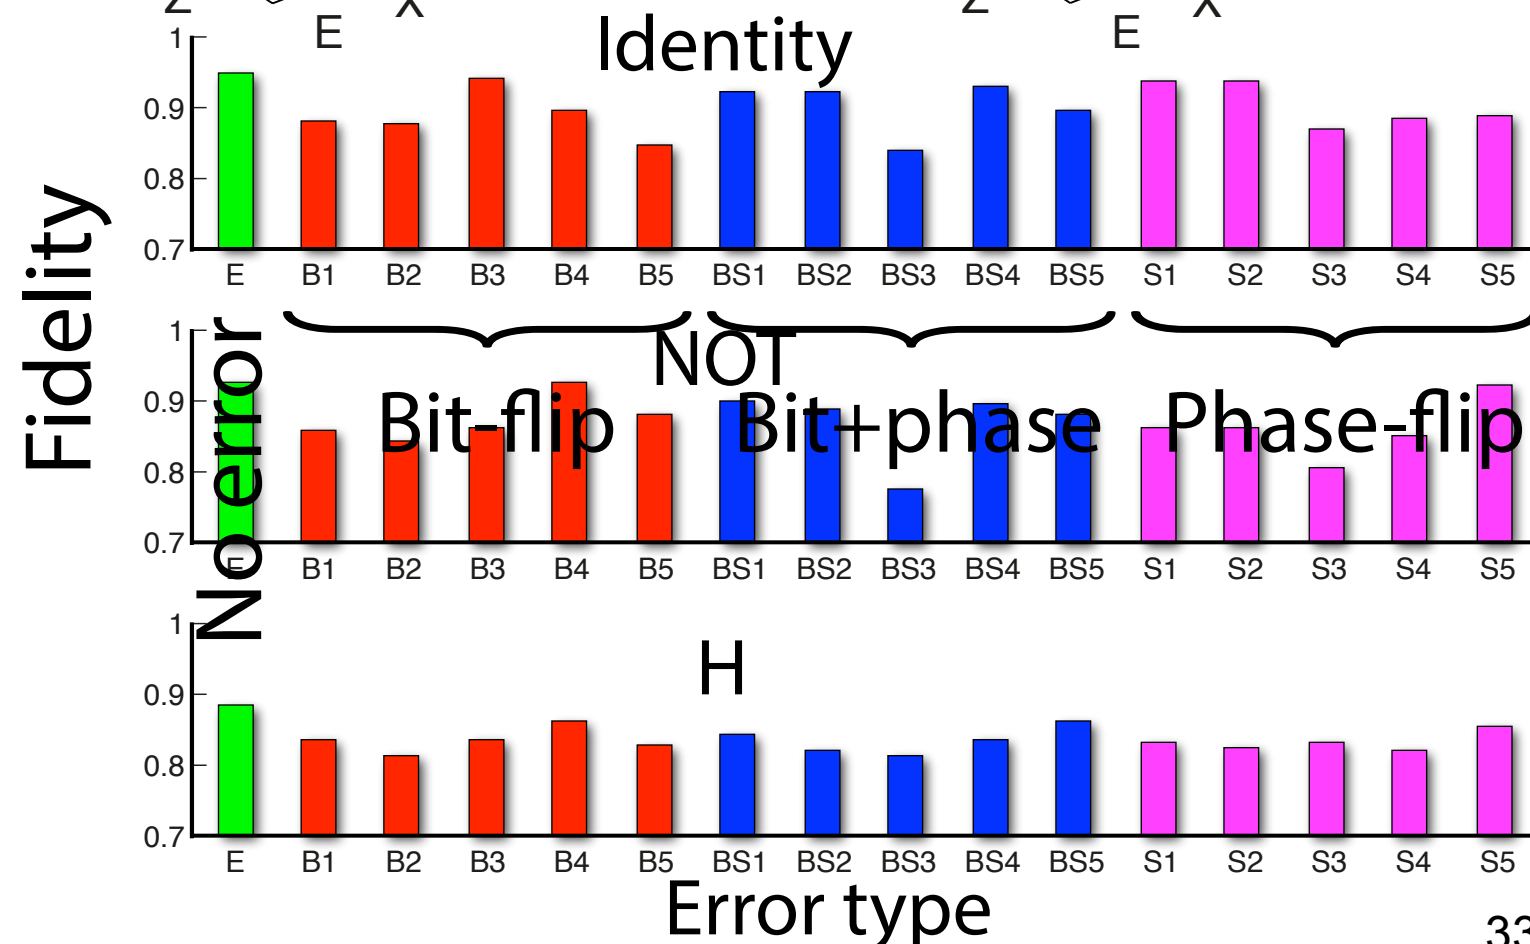 Z X Z X
E E
Identity
1
0.9
0.8
0.7
E B1 B2 B3 B4 B5 BS1 BS2 BS3 BS4 BS5 S1 S2 S3 S4 S5
Fidelity
No error
NOT
Bit-flip Bit+phase Phase-flip
1
0.9
0.8
0.7
E B1 B2 B3 B4 B5 BS1 BS2 BS3 BS4 BS5 S1 S2 S3 S4 S5
H
1
0.9
0.8
0.7
E B1 B2 B3 B4 B5 BS1 BS2 BS3 BS4 BS5 S1 S2 S3 S4 S5
Error type
33